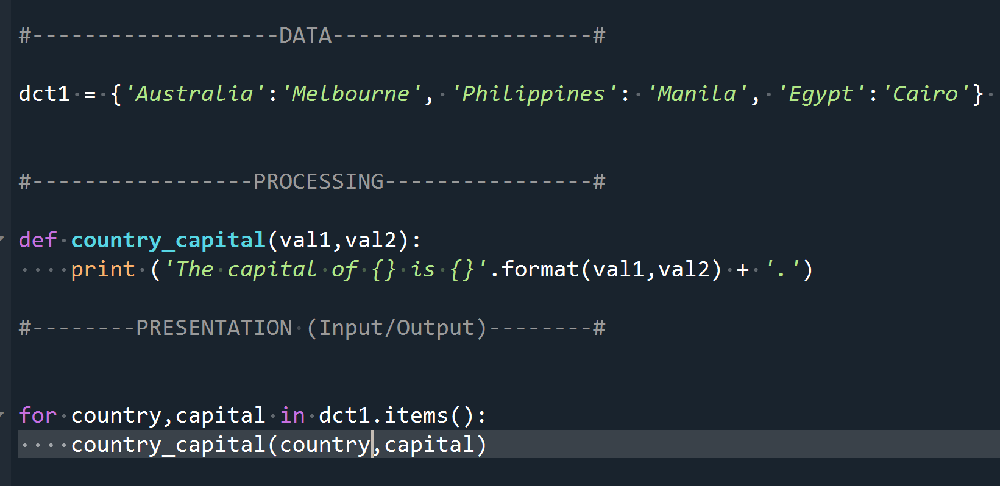 #-------------------DATA--------------------#
dct1 = {'Australia':'Melbourne', 'Philippines': 'Manila', 'Egypt':'Cairo'}
#-----------------PROCESSING----------------#
def country_capital(val1,val2):
    print ('The capital of {} is {}'.format(val1,val2) + '.')
#--------PRESENTATION (Input/Output)--------#
for country,capital in dct1.items():
    country_capital(country,capital)